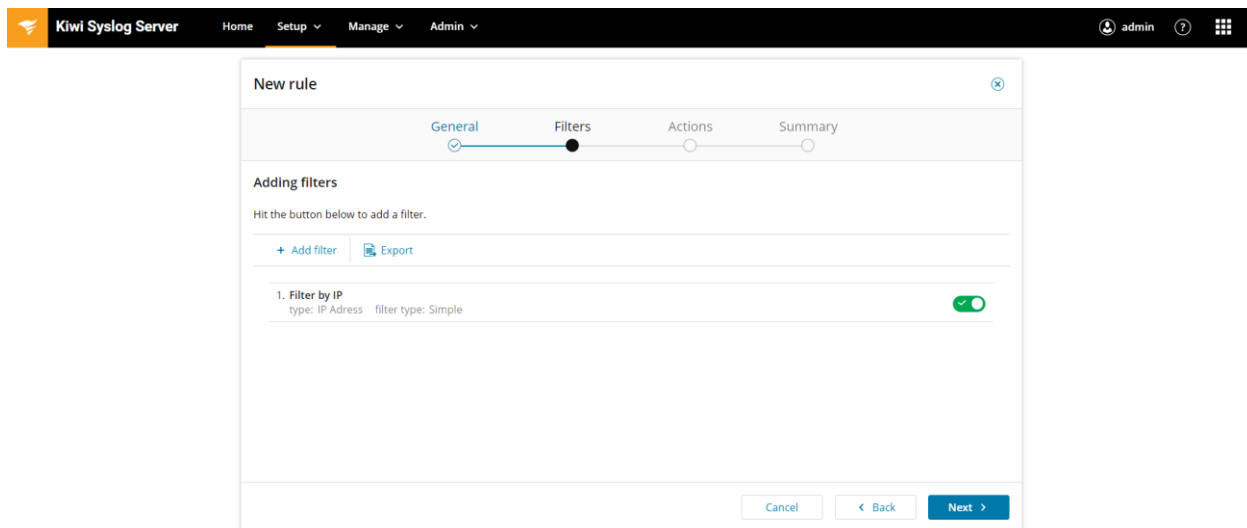 Kiwi Syslog Server Home Setup Manage Admin admin ?
New rule
General Filters Actions Summary
Adding filters
Hit the button below to add a filter.
+ Add filter Export
1. Filter by IP
type: IP Adress filter type: Simple
Cancel < Back Next >